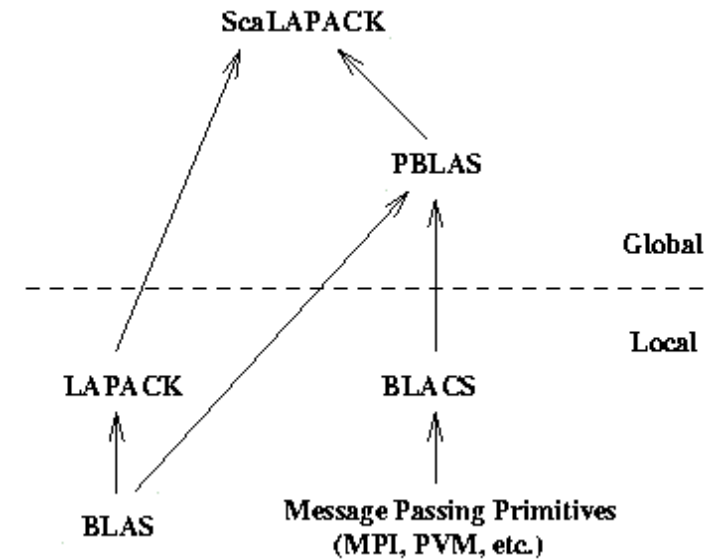 ScaLAPACK
PBLAS
Global
Local
LAPACK
BLACS
BLAS
Message Passing Primitives
(MPI, PVM, etc.)